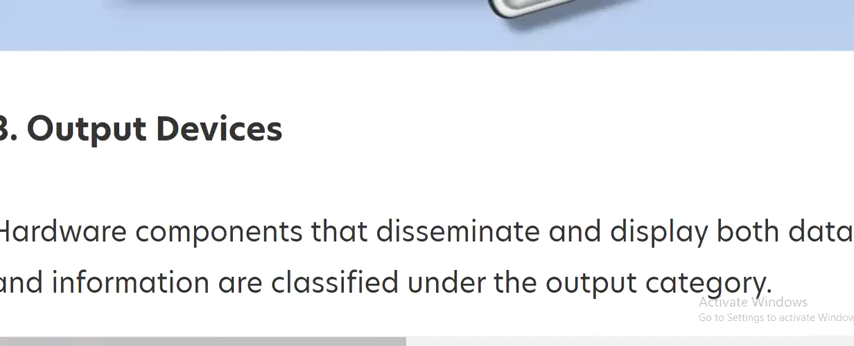 3. Output Devices
Hardware components that disseminate and display both data
and information are classified under the output category.
Activate Windows
Go to Settings to activate Window